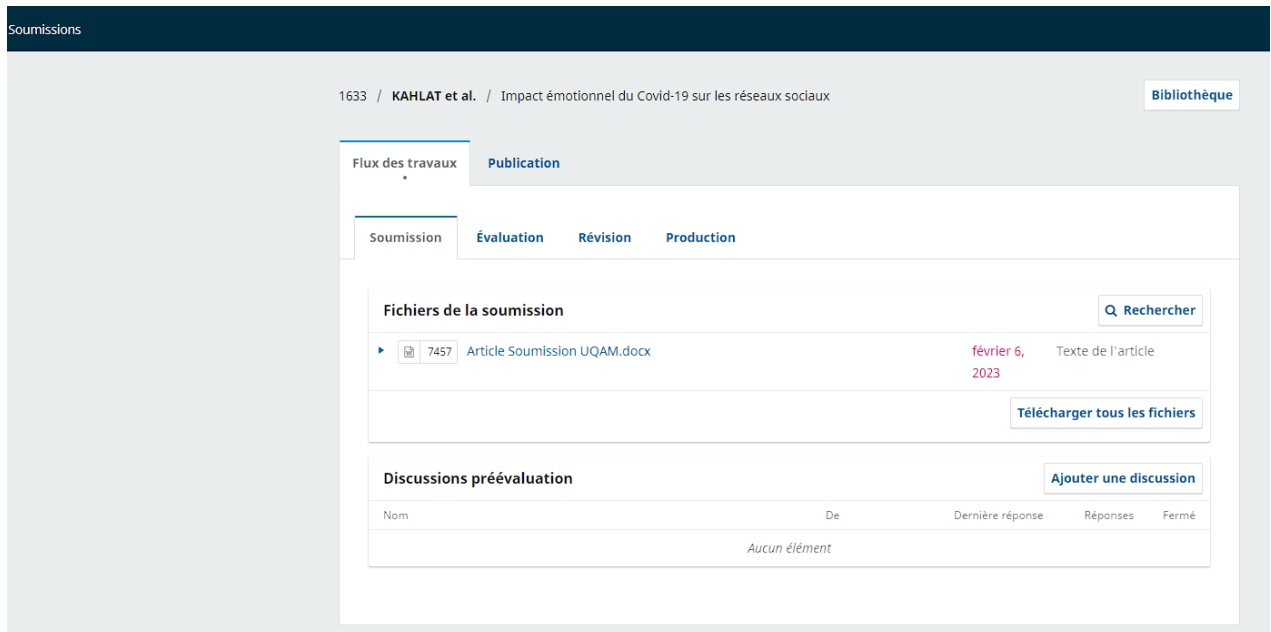 Soumissions
1633 / KAHLAT et al. / Impact émotionnel du Covid-19 sur les réseaux sociaux
Bibliothèque
Flux des travaux
Publication
Soumission
Évaluation
Révision
Production
Fichiers de la soumission
Rechercher
7457 Article Soumission UQAM.docx
février 6,
2023
Texte de l'article
Télécharger tous les fichiers
Discussions préévaluation
Ajouter une discussion
Nom
De
Dernière réponse
Réponses
Fermé
Aucun élément